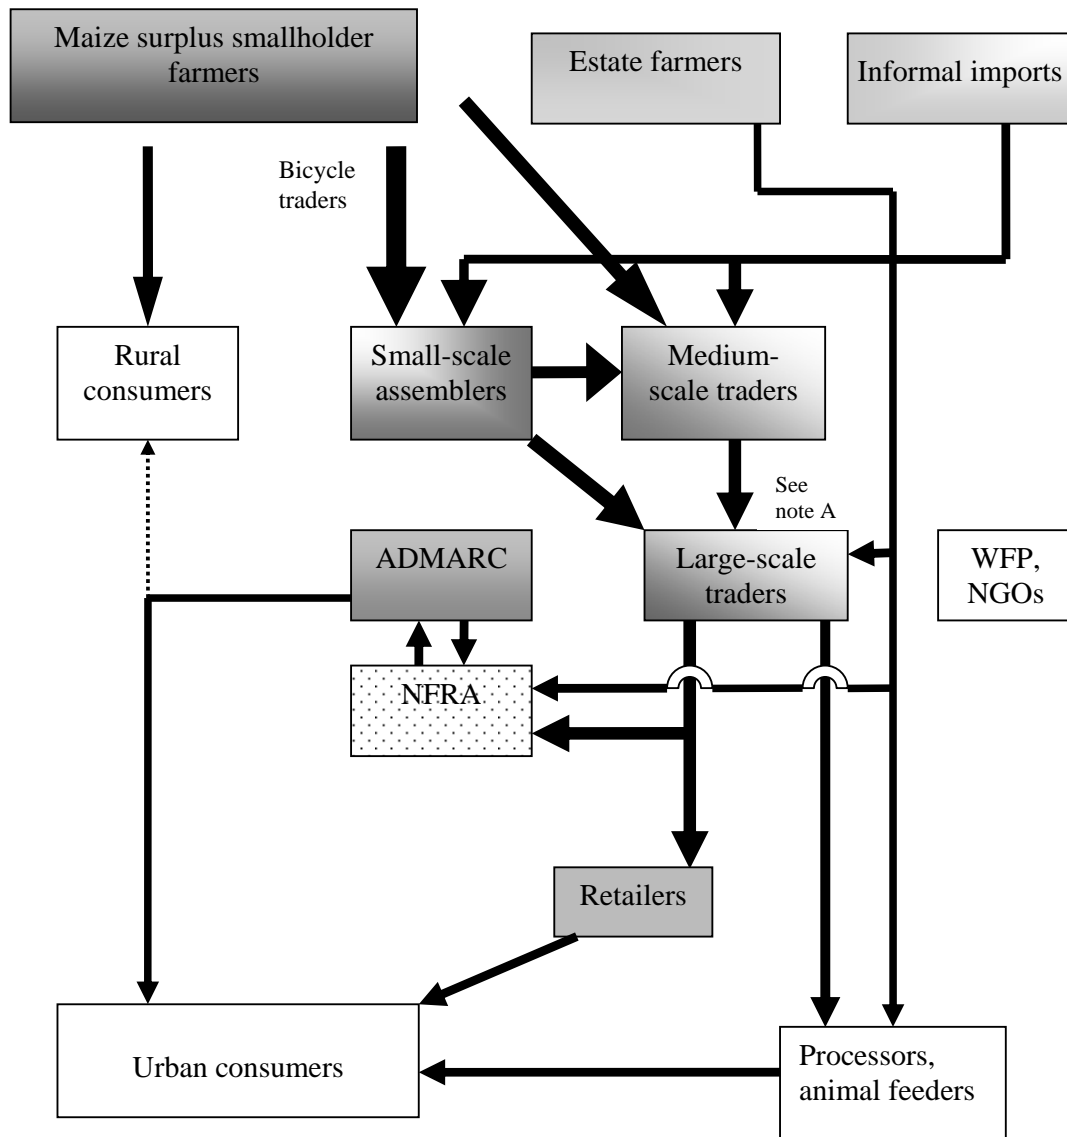 Maize surplus smallholder
farmers
Estate farmers
Informal imports
Bicycle
traders
Rural
consumers
Small-scale
assemblers
Medium-
scale traders
See
note A
ADMARC
Large-scale
traders
WFP,
NGOs
NFRA
Retailers
Urban consumers
Processors,
animal feeders